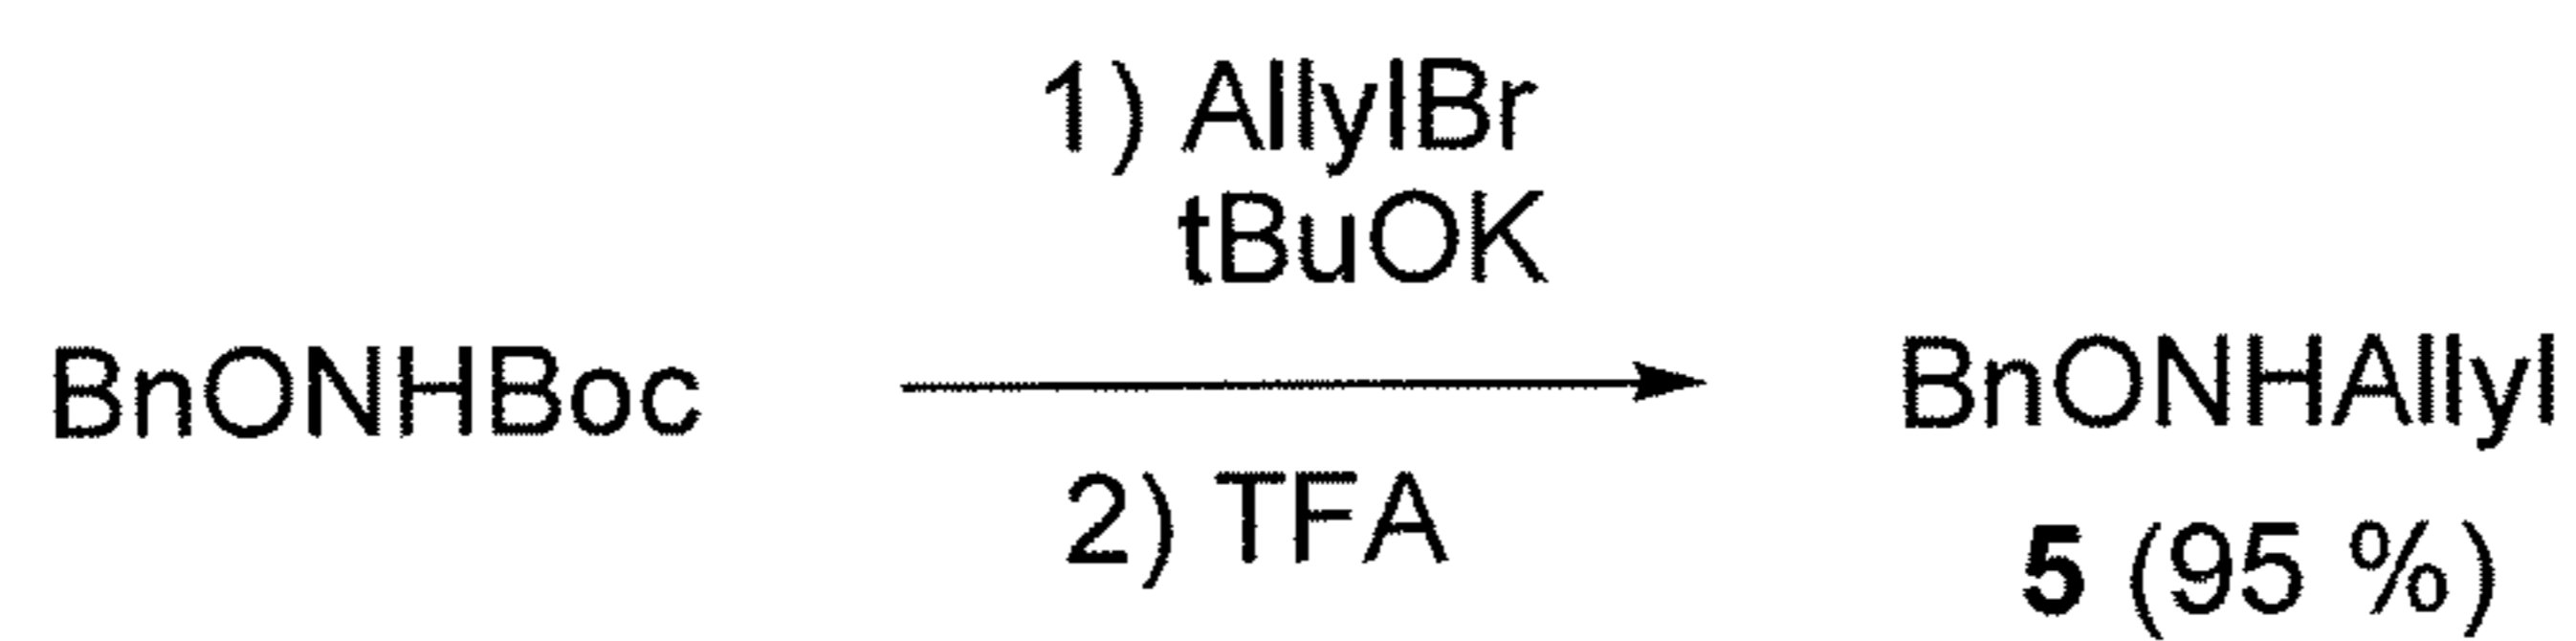 1) AllylBr
tBuOK
BnONHBoc
BnONHAllyl
2) TFA
5 (95 %)